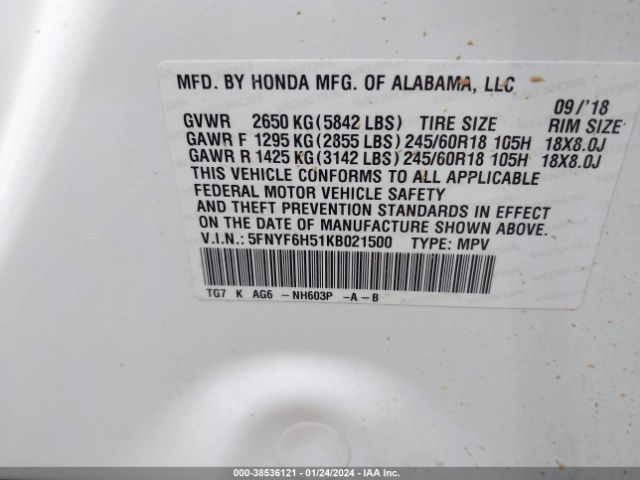 MFD. BY HONDA MFG. OF ALABAMA, LLC
09/'18
GVWR 2650 KG(5842 LBS) TIRE SIZE RIM SIZE
GAWR F 1295 KG(2855 LBS)245/60R18 105H 18X8.0J
GAWR R 1425 KG(3142 LBS)245/60R18 105H 18X8.0J
THIS VEHICLE CONFORMS TO ALL APPLICABLE
FEDERAL MOTOR VEHICLE SAFETY
AND THEFT PREVENTION STANDARDS IN EFFECT
ON THE DATE OF MANUFACTURE SHOWN ABOVE.
V.I.N.: 5FNYF6H51KB021500 TYPE: MPV
TG7 K AG6 -NH603P -A-B
000-38536121 - 01/24/2024 - IAAI.COM